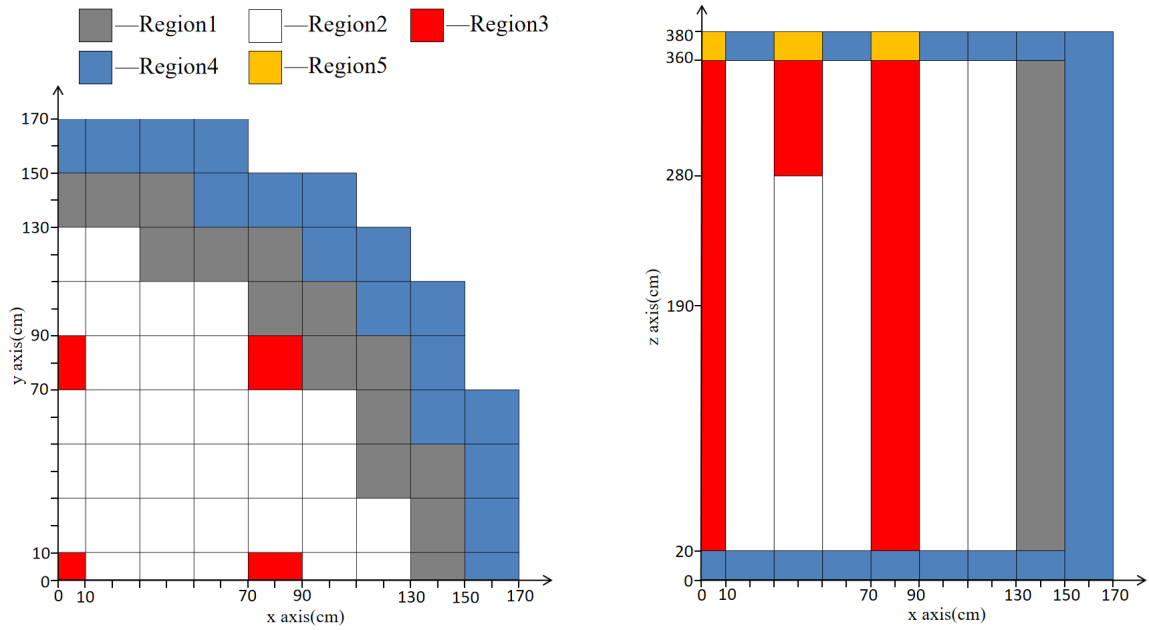 —Region1 —Region2 —Region3
—Region4 —Region5
170
150
130
90
70
10
0
y axis(cm)
0 10 70 90 130 150 170
x axis(cm)
380
360
280
190
20
0
z axis(cm)
0 10 70 90 130 150 170
x axis(cm)